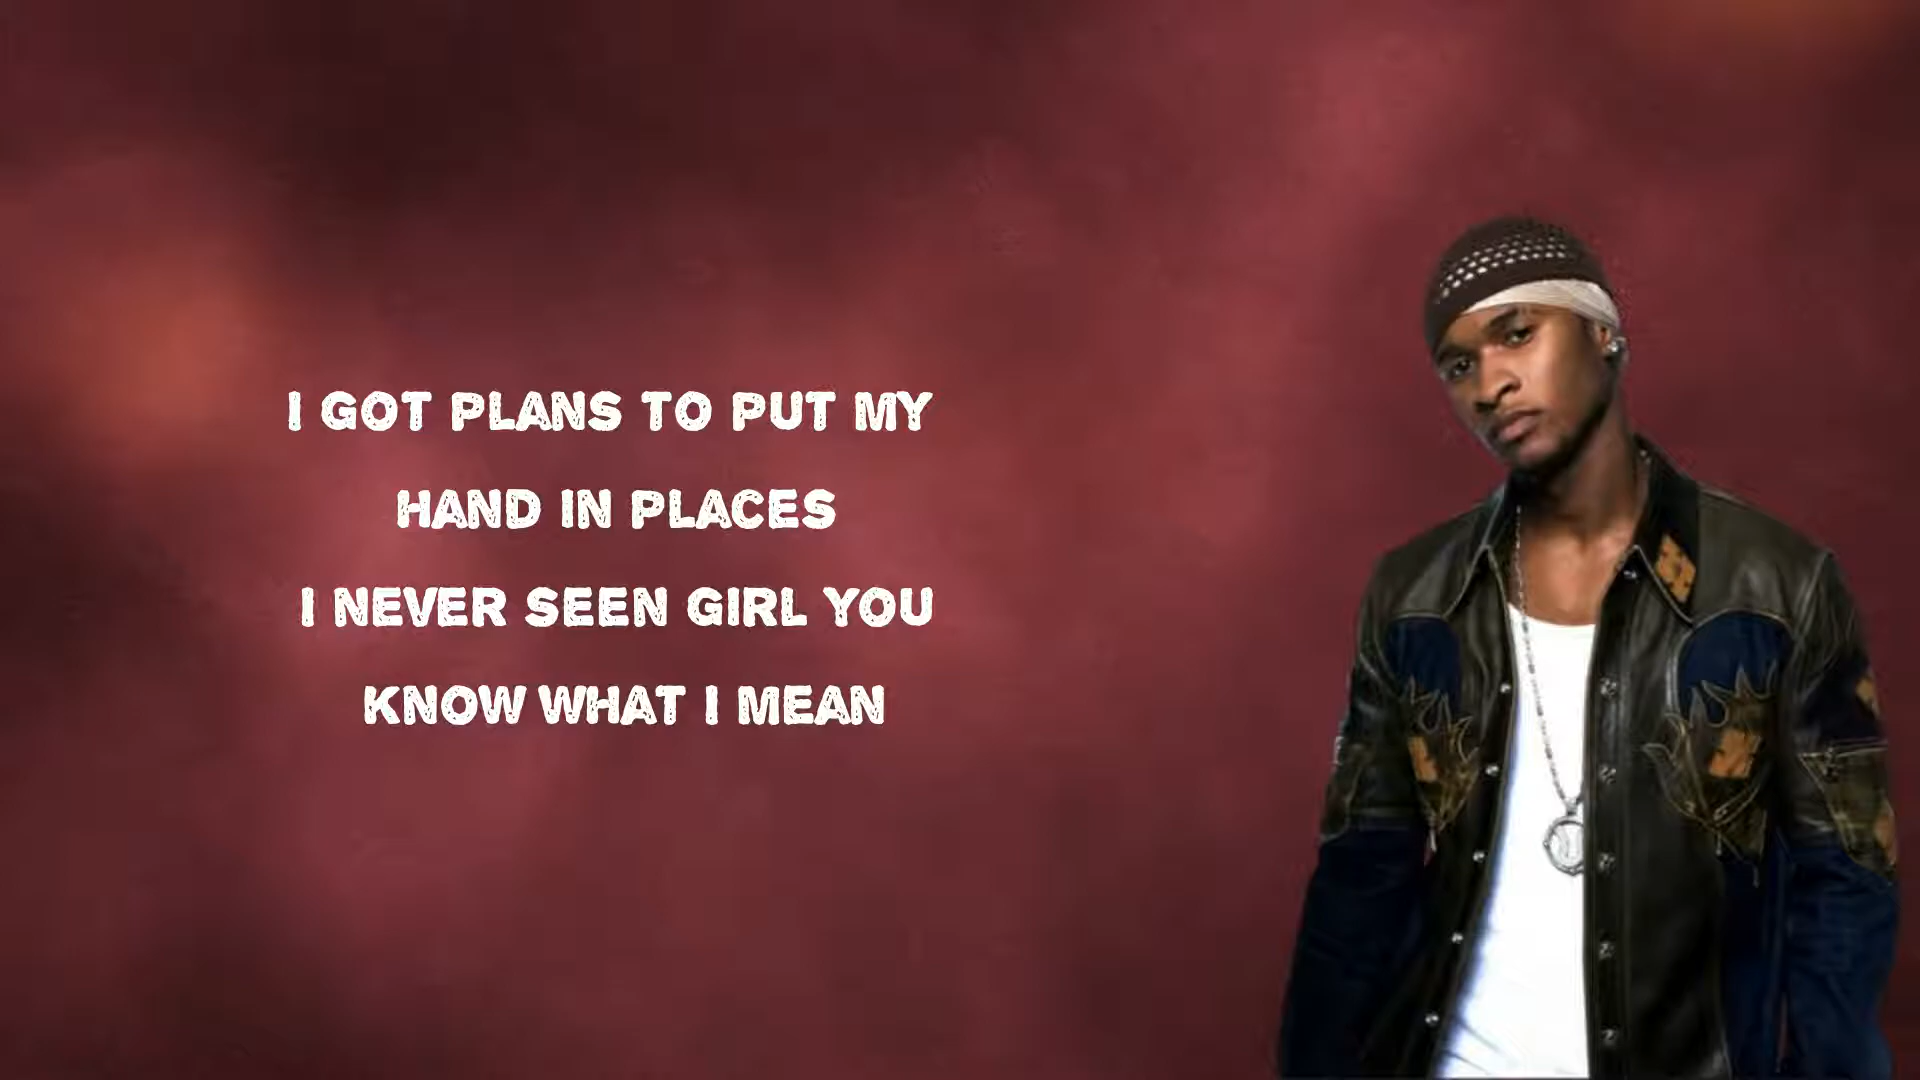 I GOT PLANS TO PUT MY
HAND IN PLACES
I NEVER SEEN GIRL YOU
KNOW WHAT I MEAN